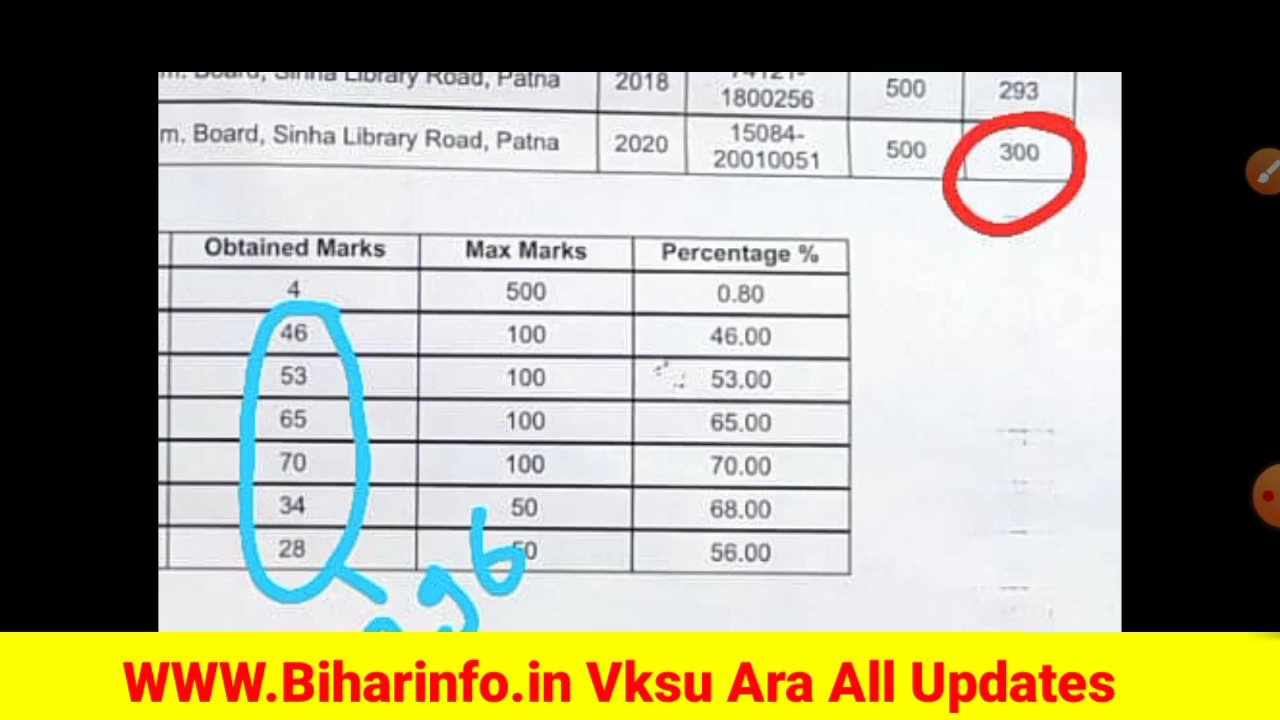 m. Board, Sinha Library Road, Patna 2018 74121-1800256 500 293
m. Board, Sinha Library Road, Patna 2020 15084-20010051 500 300
Obtained Marks Max Marks Percentage %
4 500 0.80
46 100 46.00
53 100 53.00
65 100 65.00
70 100 70.00
34 50 68.00
28 50 56.00
296
WWW.Biharinfo.in Vksu Ara All Updates